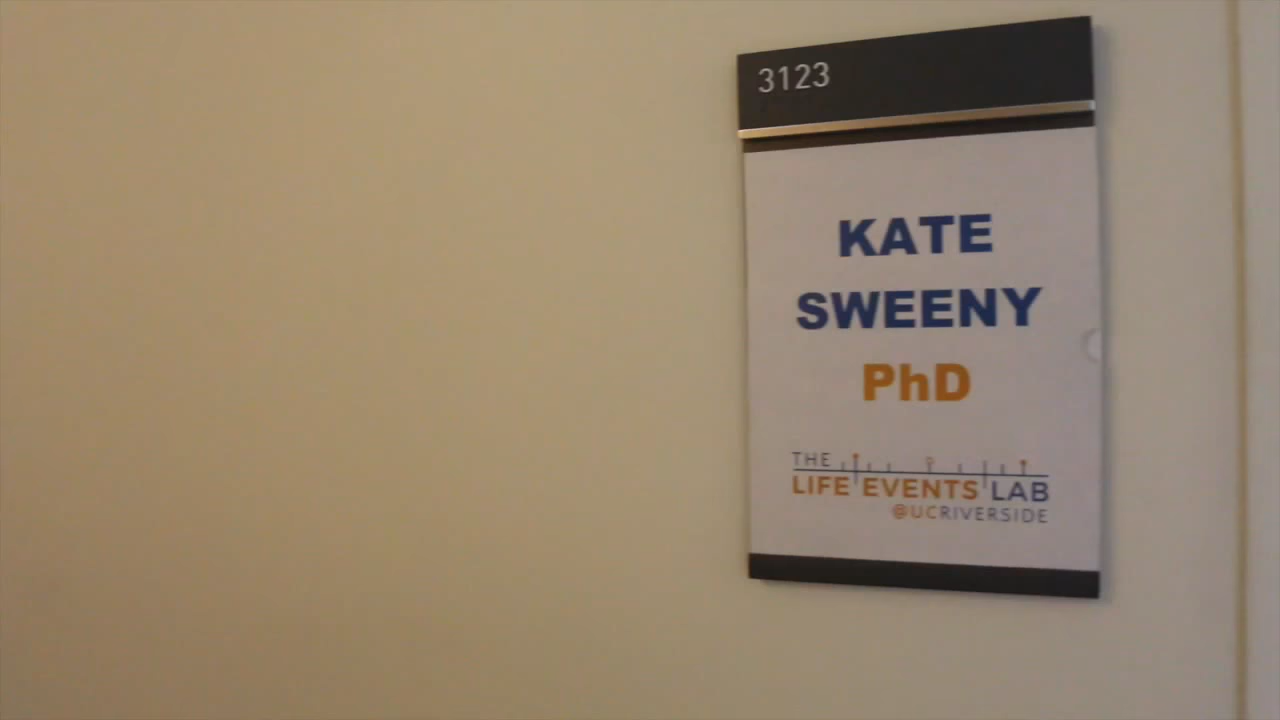 3123
KATE
SWEENY
PhD
THE
LIFE EVENTS LAB
@UCRIVERSIDE